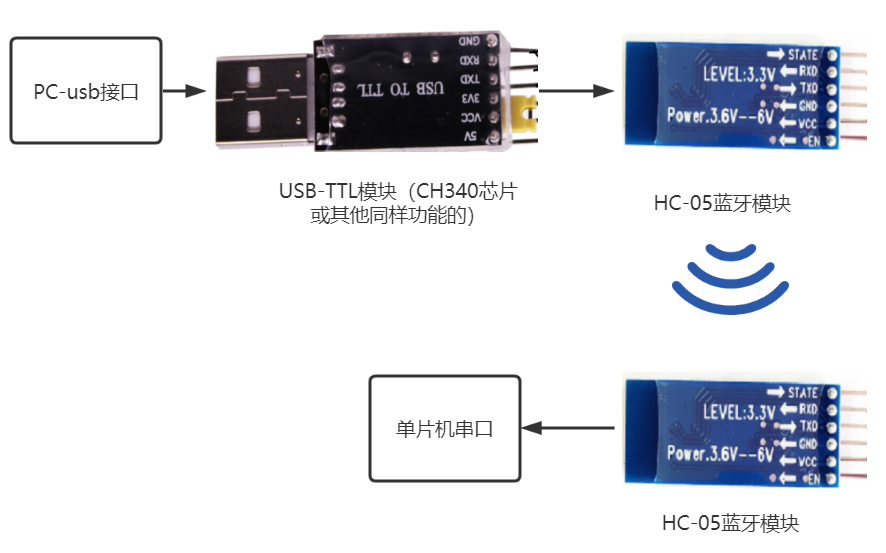 PC-usb接口
GND
RXD
TXD
3V3
VCC
5V
USB TO TTL
USB-TTL模块（CH340芯片
或其他同样功能的）
STATE
LEVEL:3.3V
RXD
TXD
GND
Power.3.6V--6V
VCC
EN
HC-05蓝牙模块
单片机串口
STATE
LEVEL:3.3V
RXD
TXD
GND
Power.3.6V--6V
VCC
EN
HC-05蓝牙模块